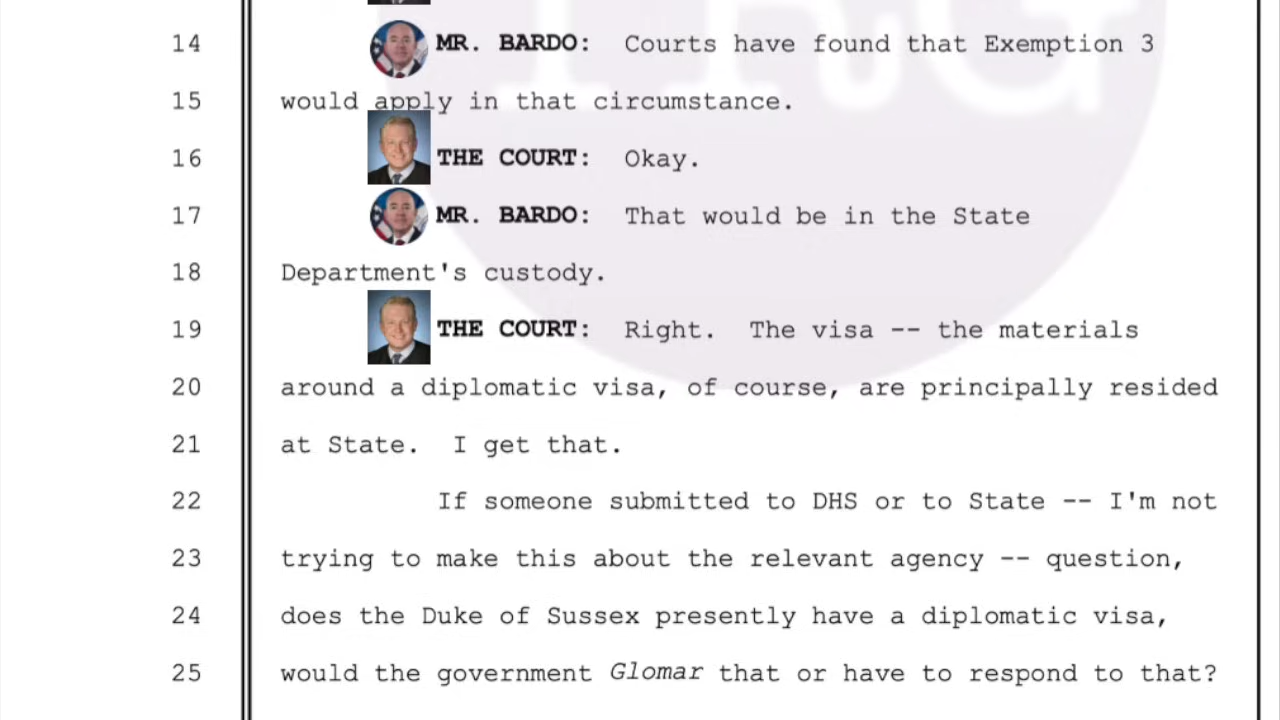 14 MR. BARDO: Courts have found that Exemption 3
15 would apply in that circumstance.
16 THE COURT: Okay.
17 MR. BARDO: That would be in the State
18 Department's custody.
19 THE COURT: Right. The visa -- the materials
20 around a diplomatic visa, of course, are principally resided
21 at State. I get that.
22 If someone submitted to DHS or to State -- I'm not
23 trying to make this about the relevant agency -- question,
24 does the Duke of Sussex presently have a diplomatic visa,
25 would the government Glomar that or have to respond to that?